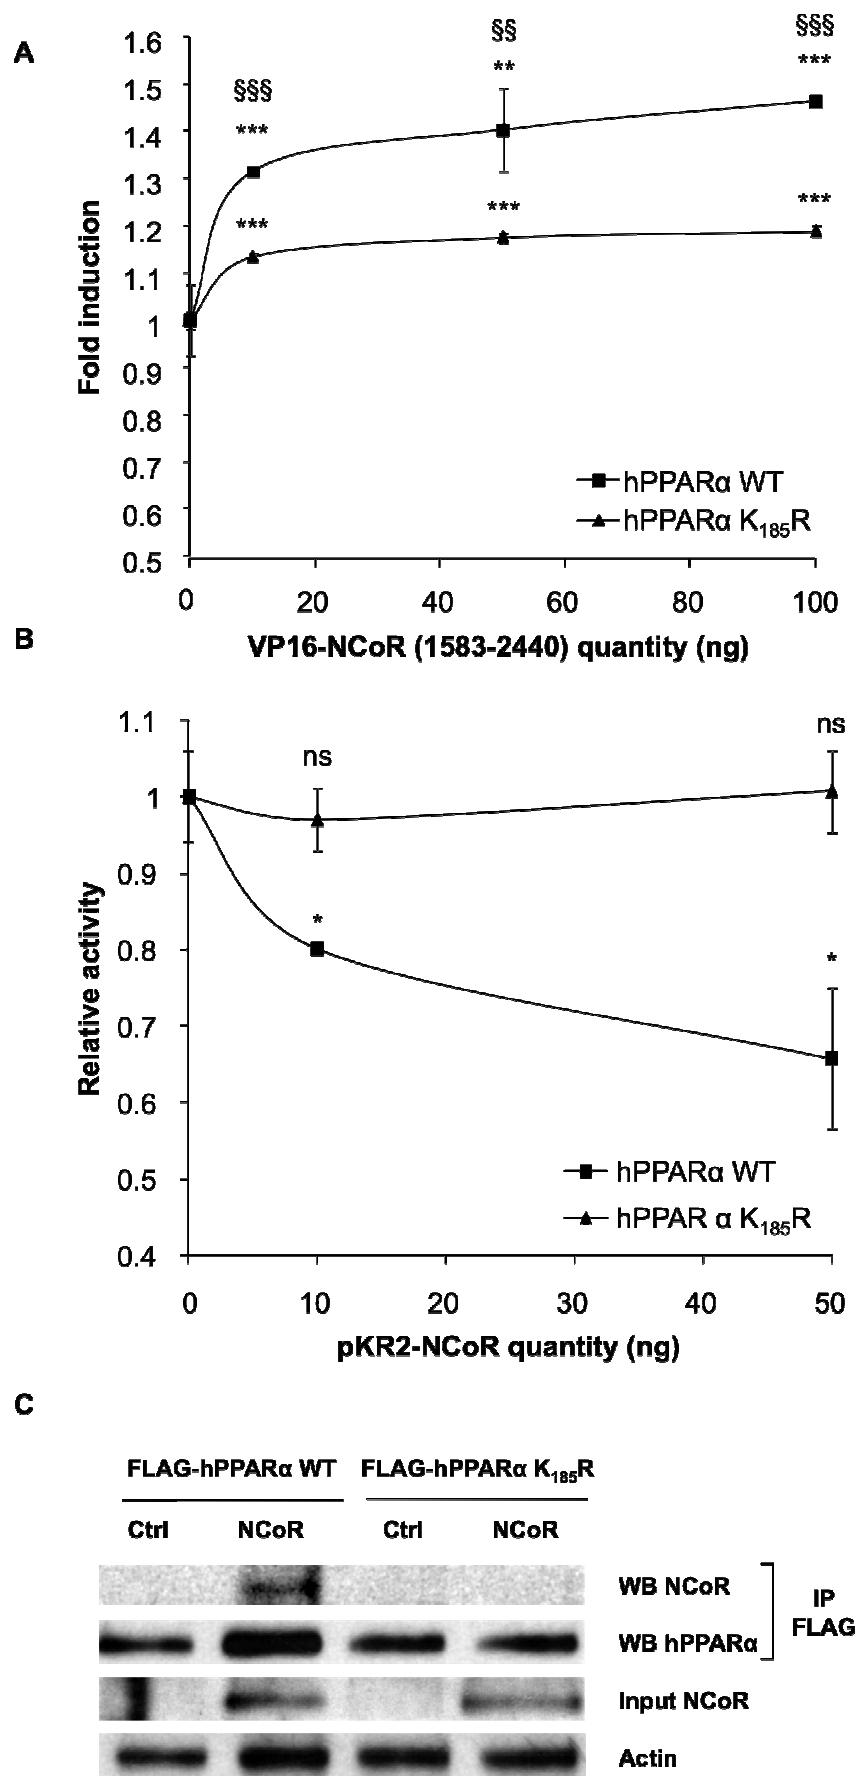 A
1.6
1.5
1.4
1.3
1.2
1.1
1
0.9
0.8
0.7
0.6
0.5
Fold induction
§§§
***
§§
**
§§§
***
***
***
***
hPPARα WT
hPPARα K185R
0 20 40 60 80 100
VP16-NCoR (1583-2440) quantity (ng)
B
1.1
1
0.9
0.8
0.7
0.6
0.5
0.4
Relative activity
ns
ns
*
*
hPPARα WT
hPPAR α K185R
0 10 20 30 40 50
pKR2-NCoR quantity (ng)
C
FLAG-hPPARα WT FLAG-hPPARα K185R
Ctrl NCoR Ctrl NCoR
WB NCoR
WB hPPARα
IP
FLAG
Input NCoR
Actin